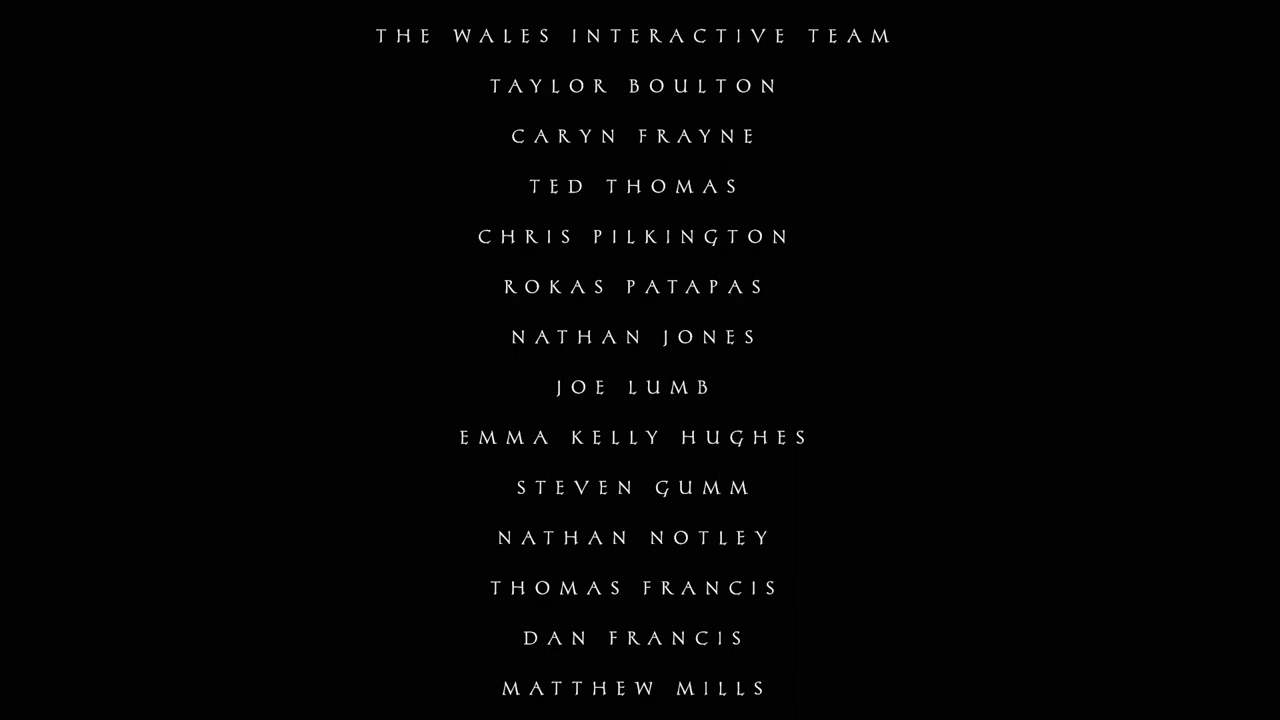 THE WALES INTERACTIVE TEAM
TAYLOR BOULTON
CARYN FRAYNE
TED THOMAS
CHRIS PILKINGTON
ROKAS PATAPAS
NATHAN JONES
JOE LUMB
EMMA KELLY HUGHES
STEVEN GUMM
NATHAN NOTLEY
THOMAS FRANCIS
DAN FRANCIS
MATTHEW MILLS